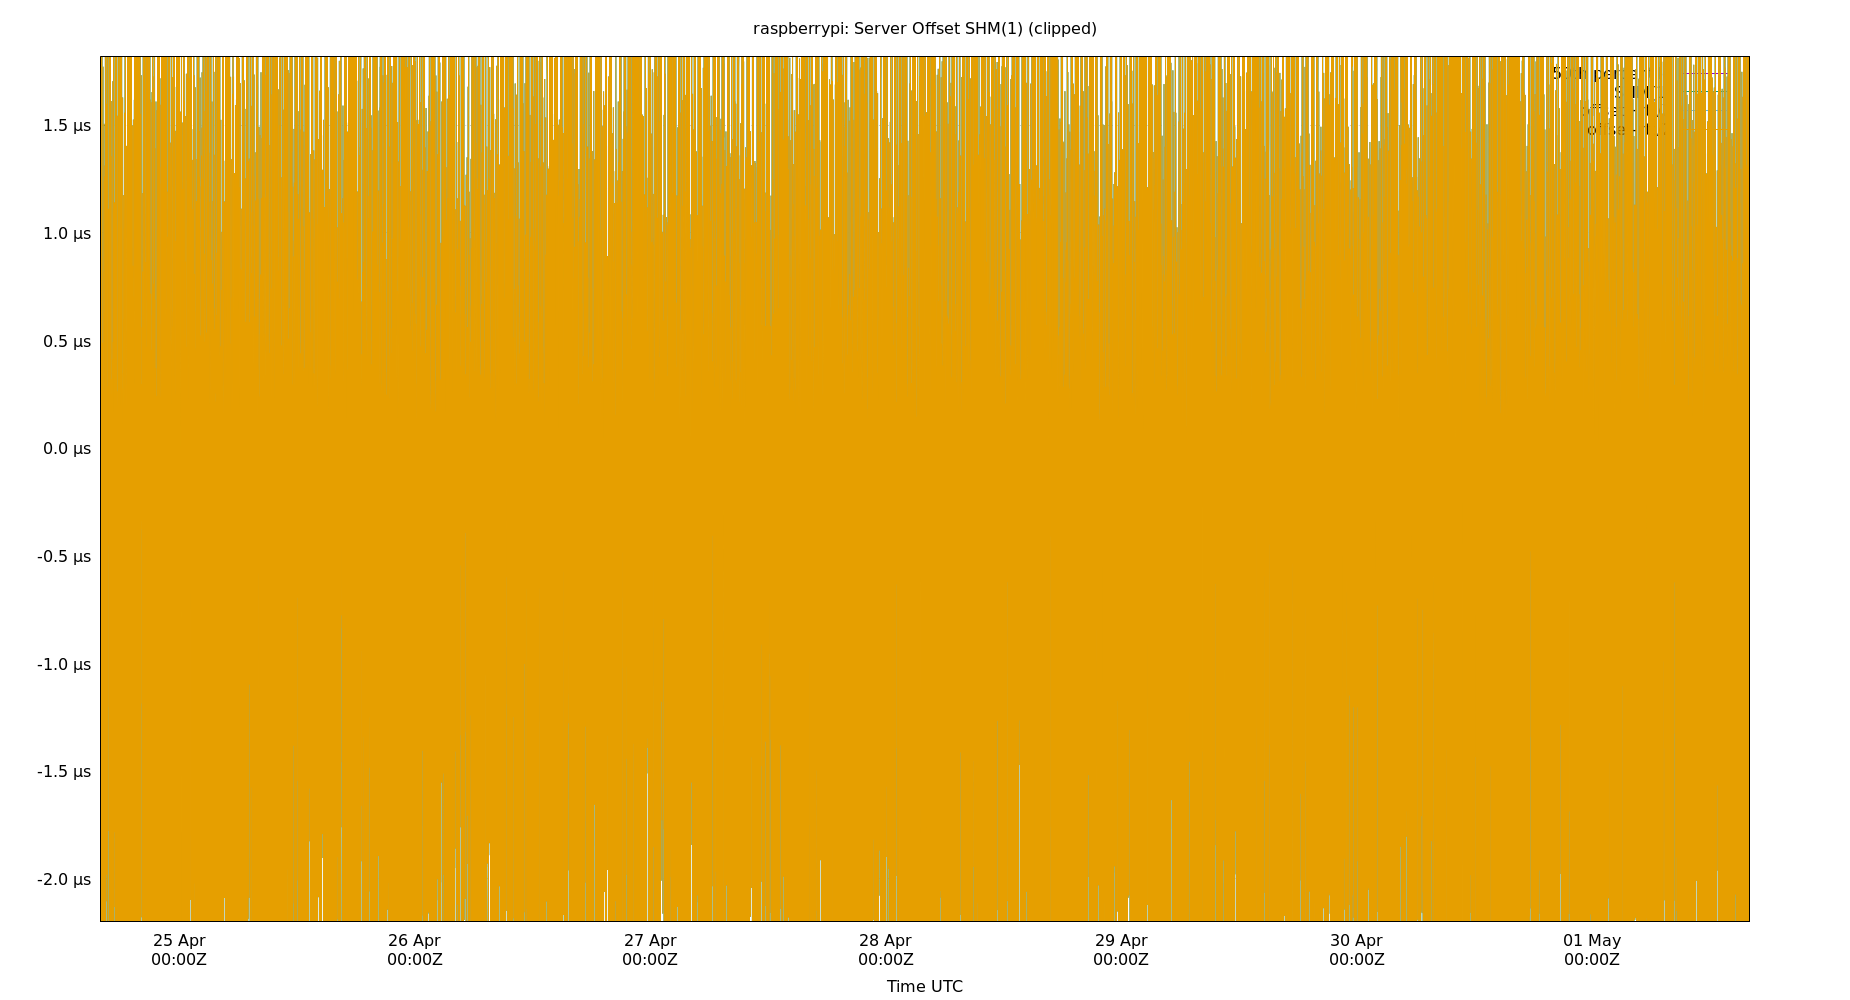 raspberrypi: Server Offset SHM(1) (clipped)
1.5 µs
1.0 µs
0.5 µs
0.0 µs
-0.5 µs
-1.0 µs
-1.5 µs
-2.0 µs
25 Apr 26 Apr 27 Apr 28 Apr 29 Apr 30 Apr 01 May
00:00Z 00:00Z 00:00Z 00:00Z 00:00Z 00:00Z 00:00Z
Time UTC